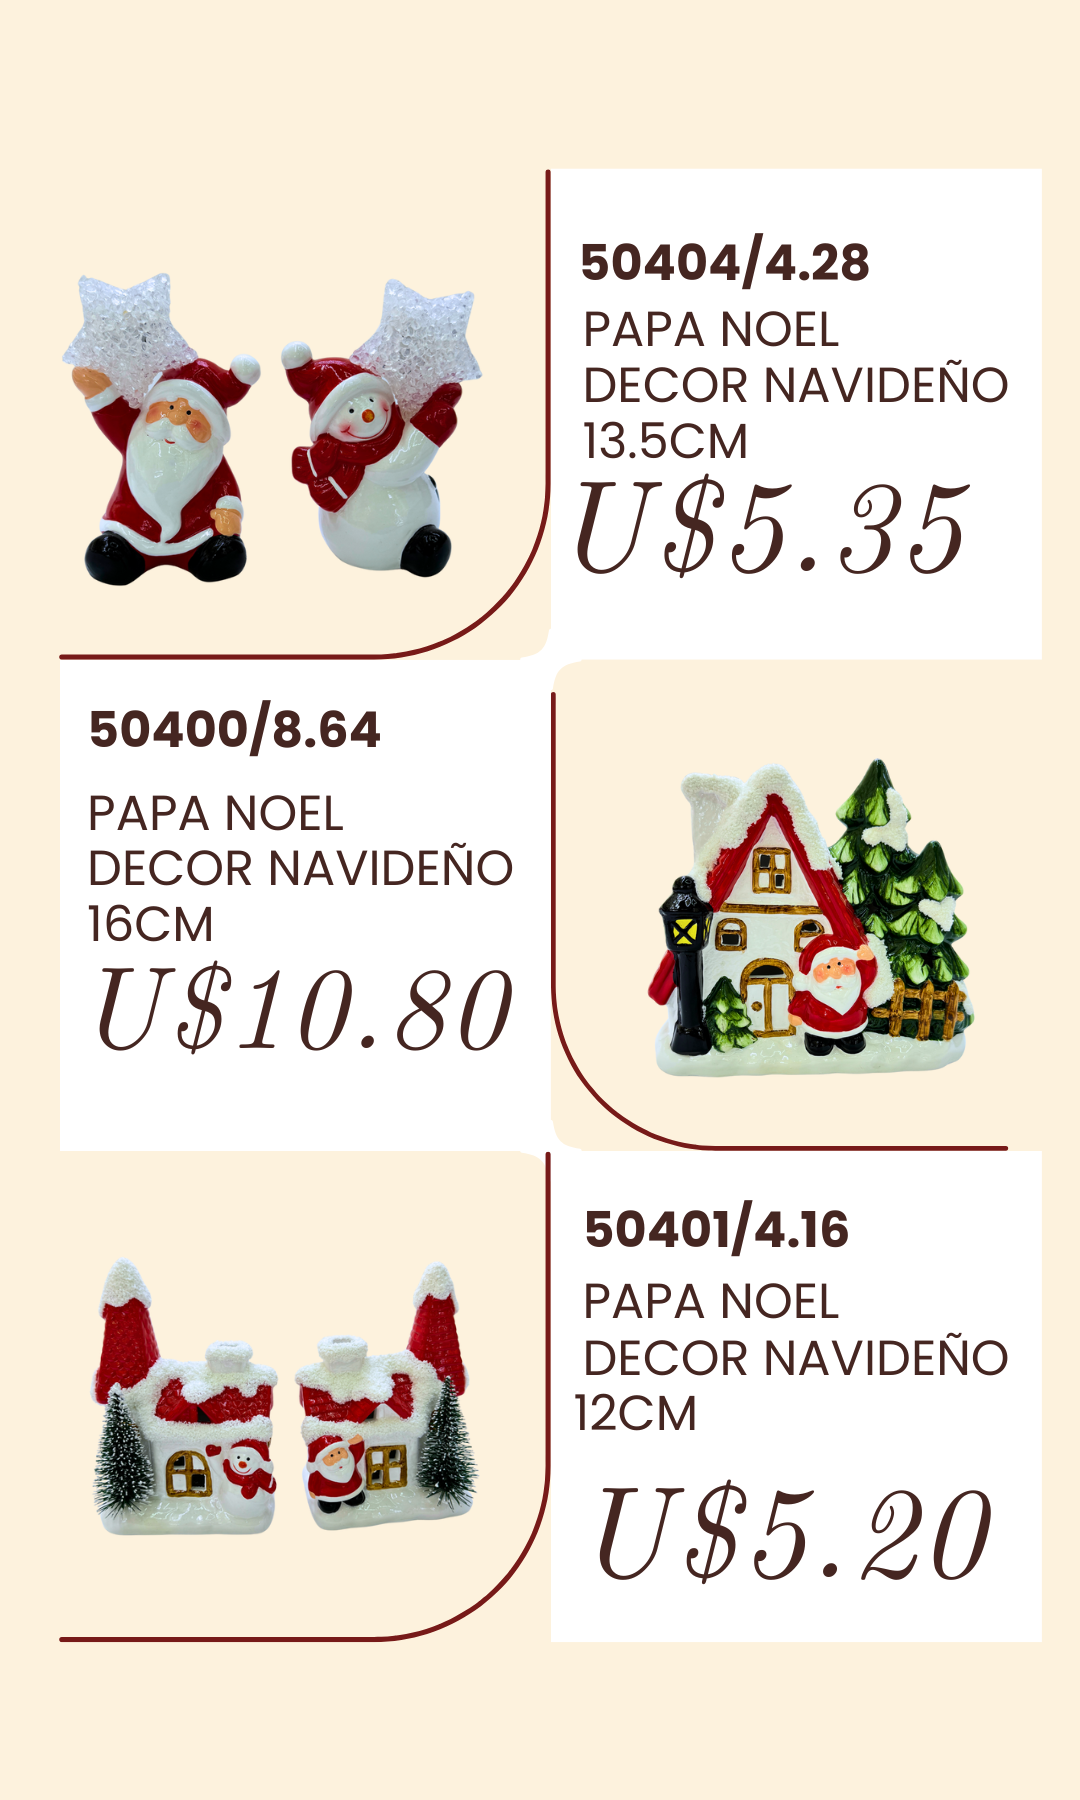 50404/4.28
PAPA NOEL
DECOR NAVIDEÑO
13.5CM
U$5.35
50400/8.64
PAPA NOEL
DECOR NAVIDEÑO
16CM
U$10.80
50401/4.16
PAPA NOEL
DECOR NAVIDEÑO
12CM
U$5.20